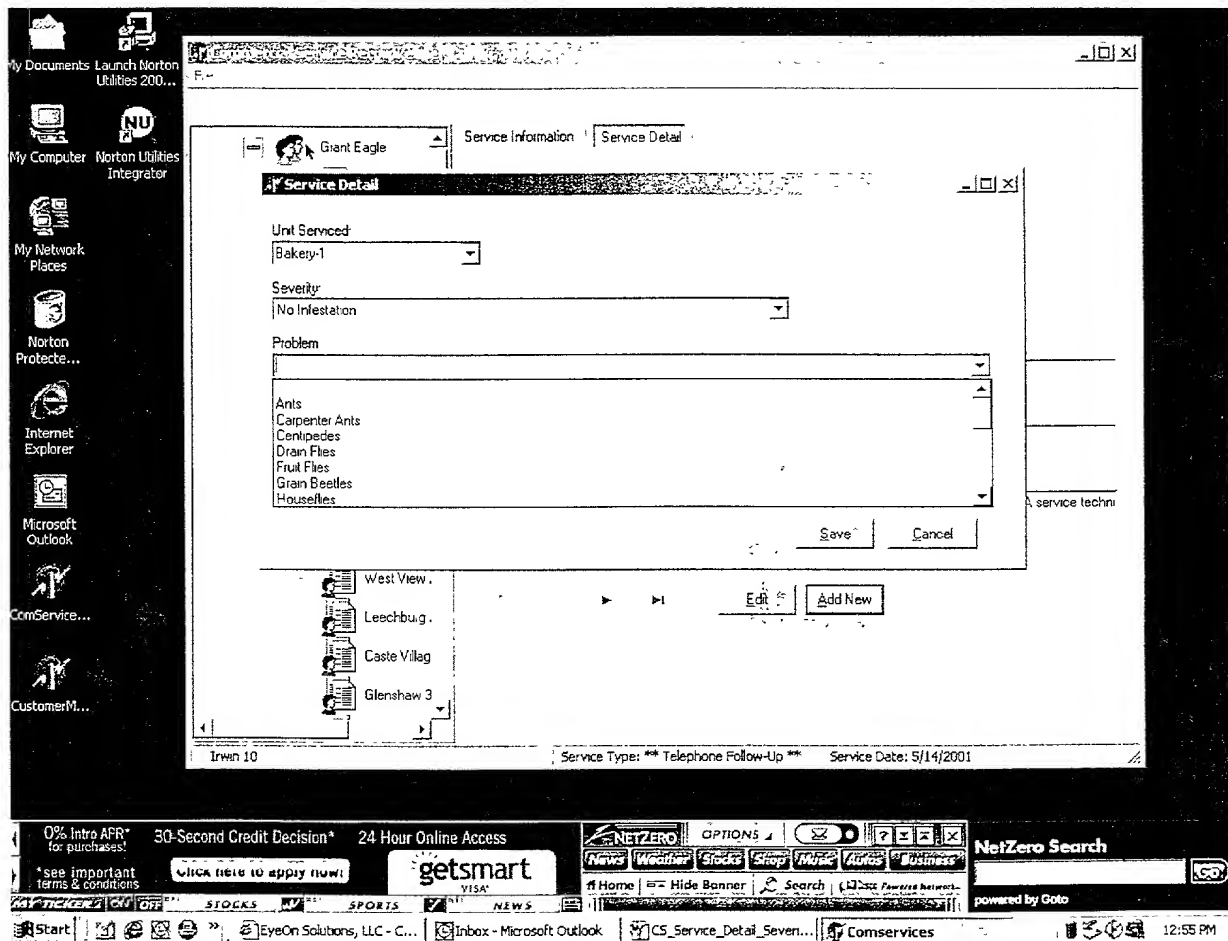 My Documents
Launch Norton
Utilities 200...
My Computer
Norton Utilities
Integrator
My Network
Places
Norton
Protecte...
Internet
Explorer
Microsoft
Outlook
ComService...
CustomerM...
Giant Eagle
Service Information
Service Detail
Service Detail
Unit Serviced:
Bakery-1
Severity:
No Infestation
Problem
Ants
Carpenter Ants
Centipedes
Drain Flies
Fruit Flies
Grain Beetles
Houseflies
A service techni
Save
Cancel
West View .
Leechburg .
Caste Villag
Glenshaw 3
Edit
Add New
Irwin 10
Service Type: ** Telephone Follow-Up **
Service Date: 5/14/2001
0% Intro APR*
for purchases!
30-Second Credit Decision*
24 Hour Online Access
*see important
terms & conditions
Click here to apply now!
getsmart
VISA
NETZERO
OPTIONS
News
Weather
Stocks
Shop
Music
Autos
Business
Home
Hide Banner
Search
MY TICKERS
ON
OFF
STOCKS
SPORTS
NEWS
NetZero Search
GO
powered by Goto
Start
EyeOn Solutions, LLC - C...
Inbox - Microsoft Outlook
CS_Service_Detail_Seven...
Comservices
12:55 PM